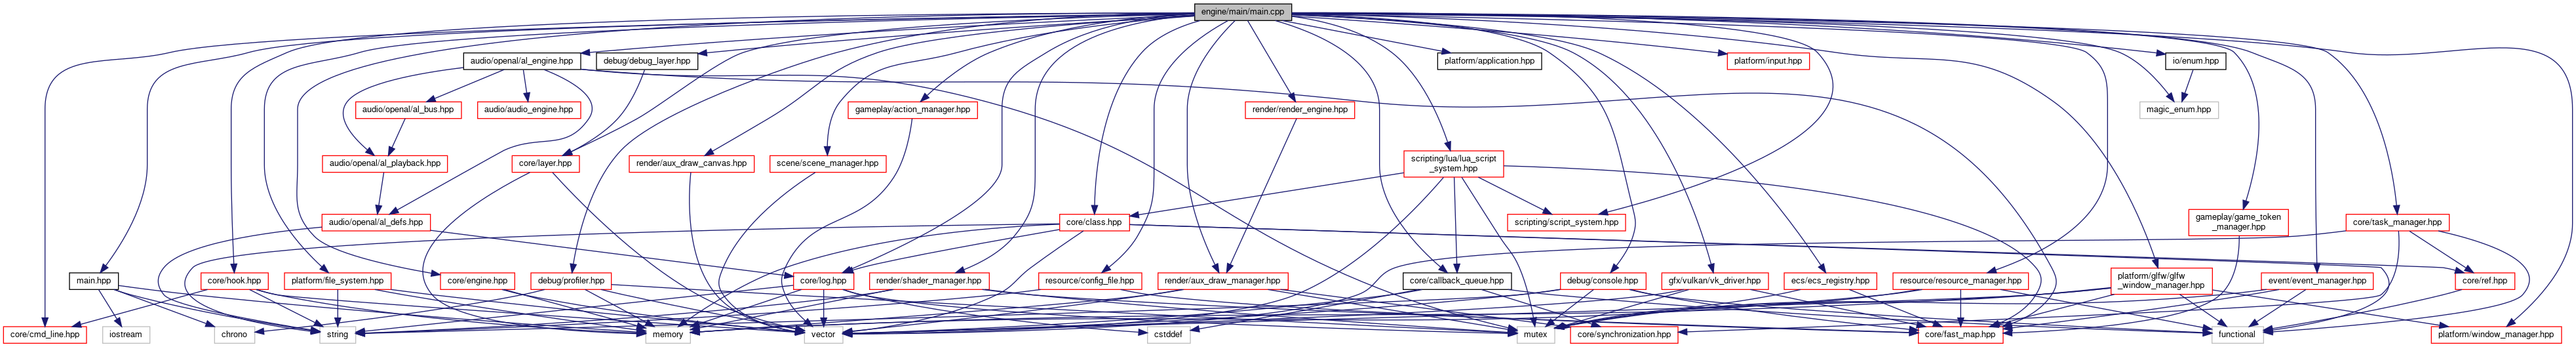 engine/main/main.cpp
audio/openal/al_engine.hpp
debug/debug_layer.hpp
platform/application.hpp
platform/input.hpp
io/enum.hpp
audio/openal/al_bus.hpp
audio/audio_engine.hpp
gameplay/action_manager.hpp
render/render_engine.hpp
magic_enum.hpp
audio/openal/al_playback.hpp
core/layer.hpp
render/aux_draw_canvas.hpp
scene/scene_manager.hpp
scripting/lua/lua_script
_system.hpp
audio/openal/al_defs.hpp
core/class.hpp
scripting/script_system.hpp
gameplay/game_token
_manager.hpp
core/task_manager.hpp
main.hpp
core/hook.hpp
platform/file_system.hpp
core/engine.hpp
debug/profiler.hpp
core/log.hpp
render/shader_manager.hpp
resource/config_file.hpp
render/aux_draw_manager.hpp
core/callback_queue.hpp
debug/console.hpp
gfx/vulkan/vk_driver.hpp
ecs/ecs_registry.hpp
resource/resource_manager.hpp
platform/glfw/glfw
_window_manager.hpp
event/event_manager.hpp
core/ref.hpp
core/cmd_line.hpp
iostream
chrono
string
memory
vector
cstddef
mutex
core/synchronization.hpp
core/fast_map.hpp
functional
platform/window_manager.hpp